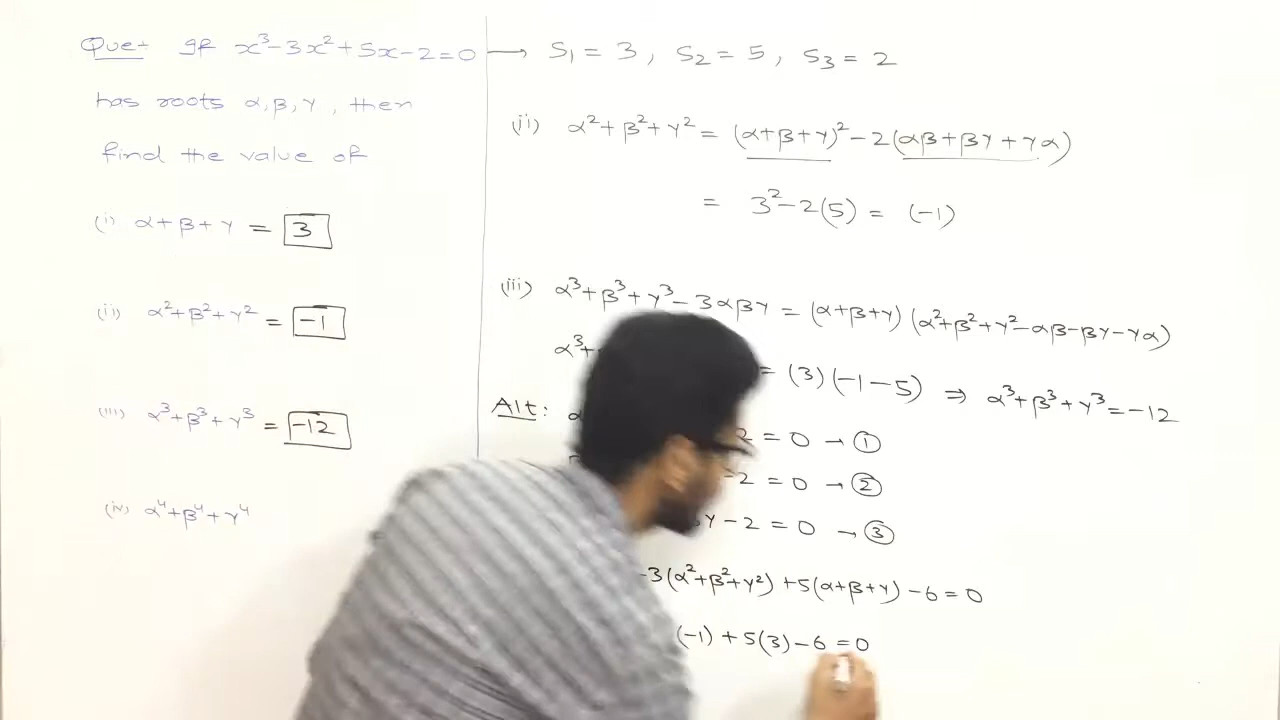 Que:- If x³-3x²+5x-2=0 → S₁ = 3, S₂ = 5, S₃ = 2
has roots α,β,γ, then
find the value of
(i) α+β+γ = 3
(ii) α²+β²+γ² = -1
(iii) α³+β³+γ³ = -12
(iv) α⁴+β⁴+γ⁴
(ii) α²+β²+γ² = (α+β+γ)²-2(αβ+βγ+γα)
= 3²-2(5) = (-1)
(iii) α³+β³+γ³-3αβγ = (α+β+γ)(α²+β²+γ²-αβ-βγ-γα)
α³+ = (3)(-1-5) ⇒ α³+β³+γ³=-12
Alt: 2 = 0 → ①
-2 = 0 → ②
γ-2 = 0 → ③
-3(α²+β²+γ²)+5(α+β+γ)-6=0
(-1)+5(3)-6=0